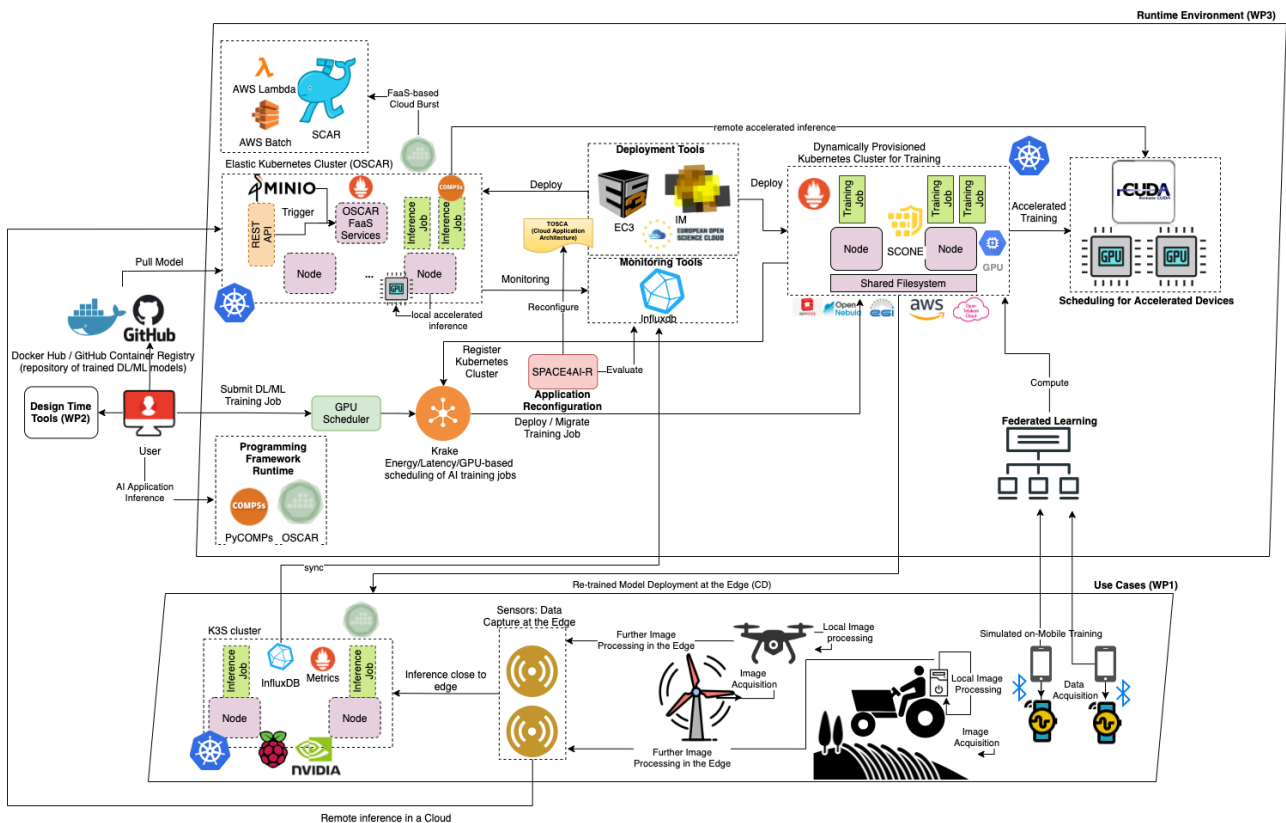 Runtime Environment (WP3)
AWS Lambda
AWS Batch
SCAR
FaaS-based
Cloud Burst
remote accelerated inference
Elastic Kubernetes Cluster (OSCAR)
MINIO
REST
API
Trigger
OSCAR
FaaS
Services
COMPSs
Inference
Job
Inference
Job
Node
...
Node
local accelerated
inference
GPU
Deploy
Deployment Tools
EC3
IM
EUROPEAN OPEN
SCIENCE CLOUD
TOSCA
(Cloud Application
Architecture)
Monitoring
Reconfigure
Monitoring Tools
Influxdb
Deploy
Dynamically Provisioned
Kubernetes Cluster for Training
Training
Job
Training
Job
Training
Job
Node
SCONE
Node
GPU
Shared Filesystem
Open
Nebula
aws
Open
Telekom
Cloud
Accelerated
Training
rCUDA
Remote CUDA
GPU
GPU
Scheduling for Accelerated Devices
Pull Model
GitHub
Docker Hub / GitHub Container Registry
(repository of trained DL/ML models)
Design Time
Tools (WP2)
User
Submit DL/ML
Training Job
GPU
Scheduler
Register
Kubernetes
Cluster
Krake
Energy/Latency/GPU-based
scheduling of AI training jobs
SPACE4AI-R
Evaluate
Application
Reconfiguration
Deploy / Migrate
Training Job
AI Application
Inference
Programming
Framework
Runtime
COMPSs
PyCOMPs
OSCAR
Compute
Federated Learning
sync
Re-trained Model Deployment at the Edge (CD)
Use Cases (WP1)
K3S cluster
Inference
Job
InfluxDB
Metrics
Inference
Job
Node
Node
NVIDIA
Inference close to
edge
Sensors: Data
Capture at the Edge
Further Image
Processing in the Edge
Local Image
processing
Image
Acquisition
Further Image
Processing in the Edge
Local Image
Processing
Image
Acquisition
Simulated on-Mobile Training
Data
Acquisition
Remote inference in a Cloud